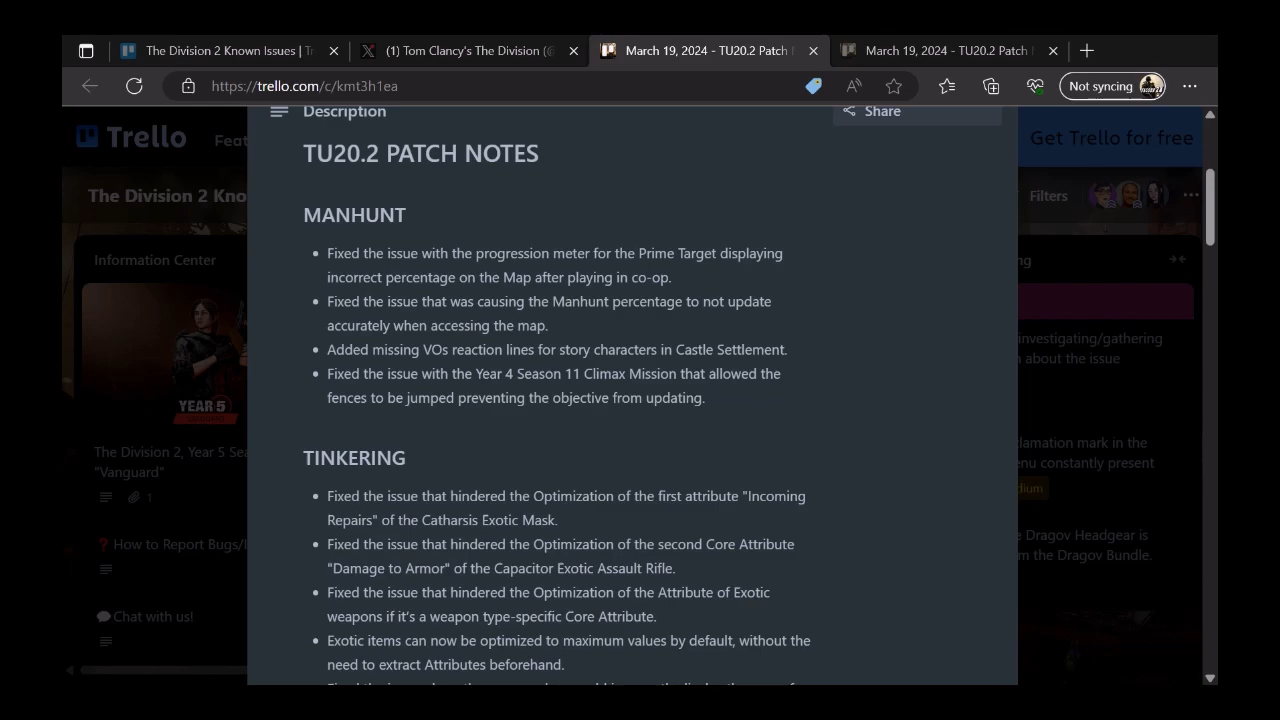 The Division 2 Known Issues | Tr
(1) Tom Clancy's The Division (@
March 19, 2024 - TU20.2 Patch N
March 19, 2024 - TU20.2 Patch
https://trello.com/c/kmt3h1ea
Not syncing
Description
Share
Trello
Feat
Get Trello for free
TU20.2 PATCH NOTES
The Division 2 Kno
Filters
MANHUNT
Fixed the issue with the progression meter for the Prime Target displaying
incorrect percentage on the Map after playing in co-op.
Fixed the issue that was causing the Manhunt percentage to not update
accurately when accessing the map.
Added missing VOs reaction lines for story characters in Castle Settlement.
Fixed the issue with the Year 4 Season 11 Climax Mission that allowed the
fences to be jumped preventing the objective from updating.
Information Center
YEAR 5
The Division 2, Year 5 Sea
"Vanguard"
1
How to Report Bugs/I
Chat with us!
ng
investigating/gathering
n about the issue
clamation mark in the
enu constantly present
dium
e Dragov Headgear is
m the Dragov Bundle.
TINKERING
Fixed the issue that hindered the Optimization of the first attribute "Incoming
Repairs" of the Catharsis Exotic Mask.
Fixed the issue that hindered the Optimization of the second Core Attribute
"Damage to Armor" of the Capacitor Exotic Assault Rifle.
Fixed the issue that hindered the Optimization of the Attribute of Exotic
weapons if it's a weapon type-specific Core Attribute.
Exotic items can now be optimized to maximum values by default, without the
need to extract Attributes beforehand.